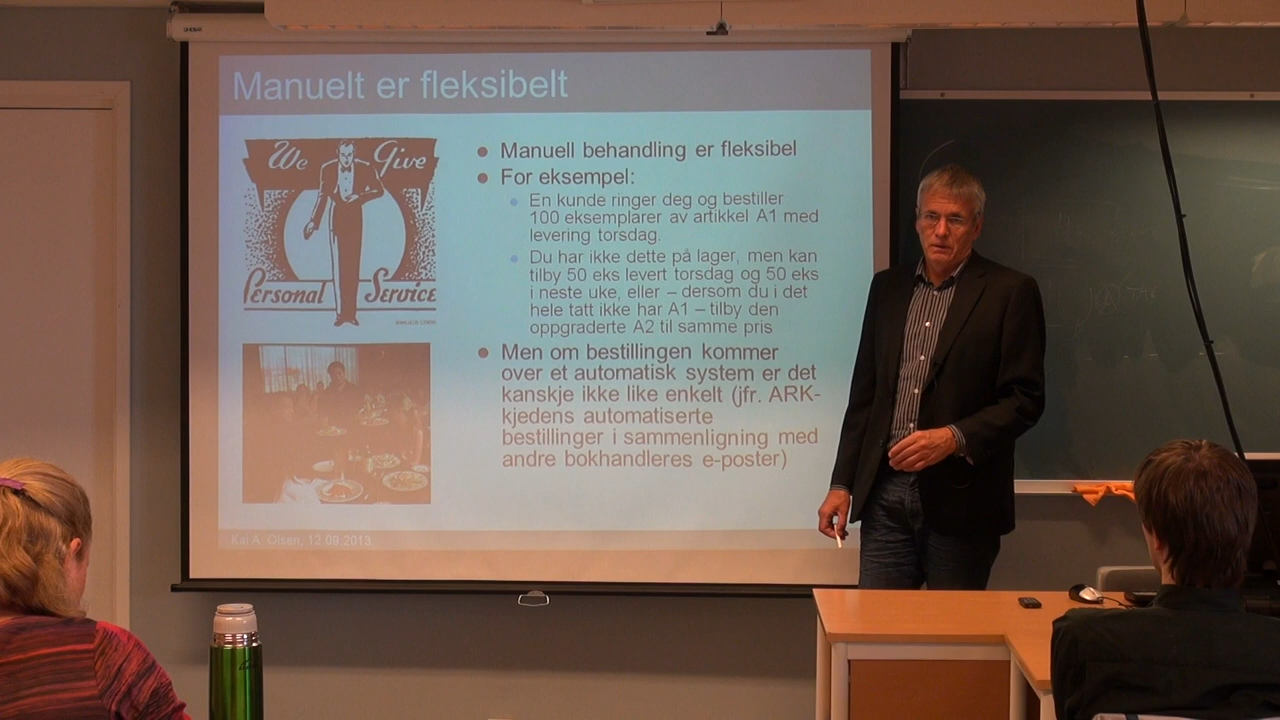 Manuelt er fleksibelt
We Give
Personal Service
Manuell behandling er fleksibel
For eksempel:
En kunde ringer deg og bestiller
100 eksemplarer av artikkel A1 med
levering torsdag.
Du har ikke dette på lager, men kan
tilby 50 eks levert torsdag og 50 eks
i neste uke, eller – dersom du i det
hele tatt ikke har A1 – tilby den
oppgraderte A2 til samme pris
Men om bestillingen kommer
over et automatisk system er det
kanskje ikke like enkelt (jfr. ARK-
kjedens automatiserte
bestillinger i sammenligning med
andre bokhandleres e-poster)
Kai A. Olsen, 12.09.2013